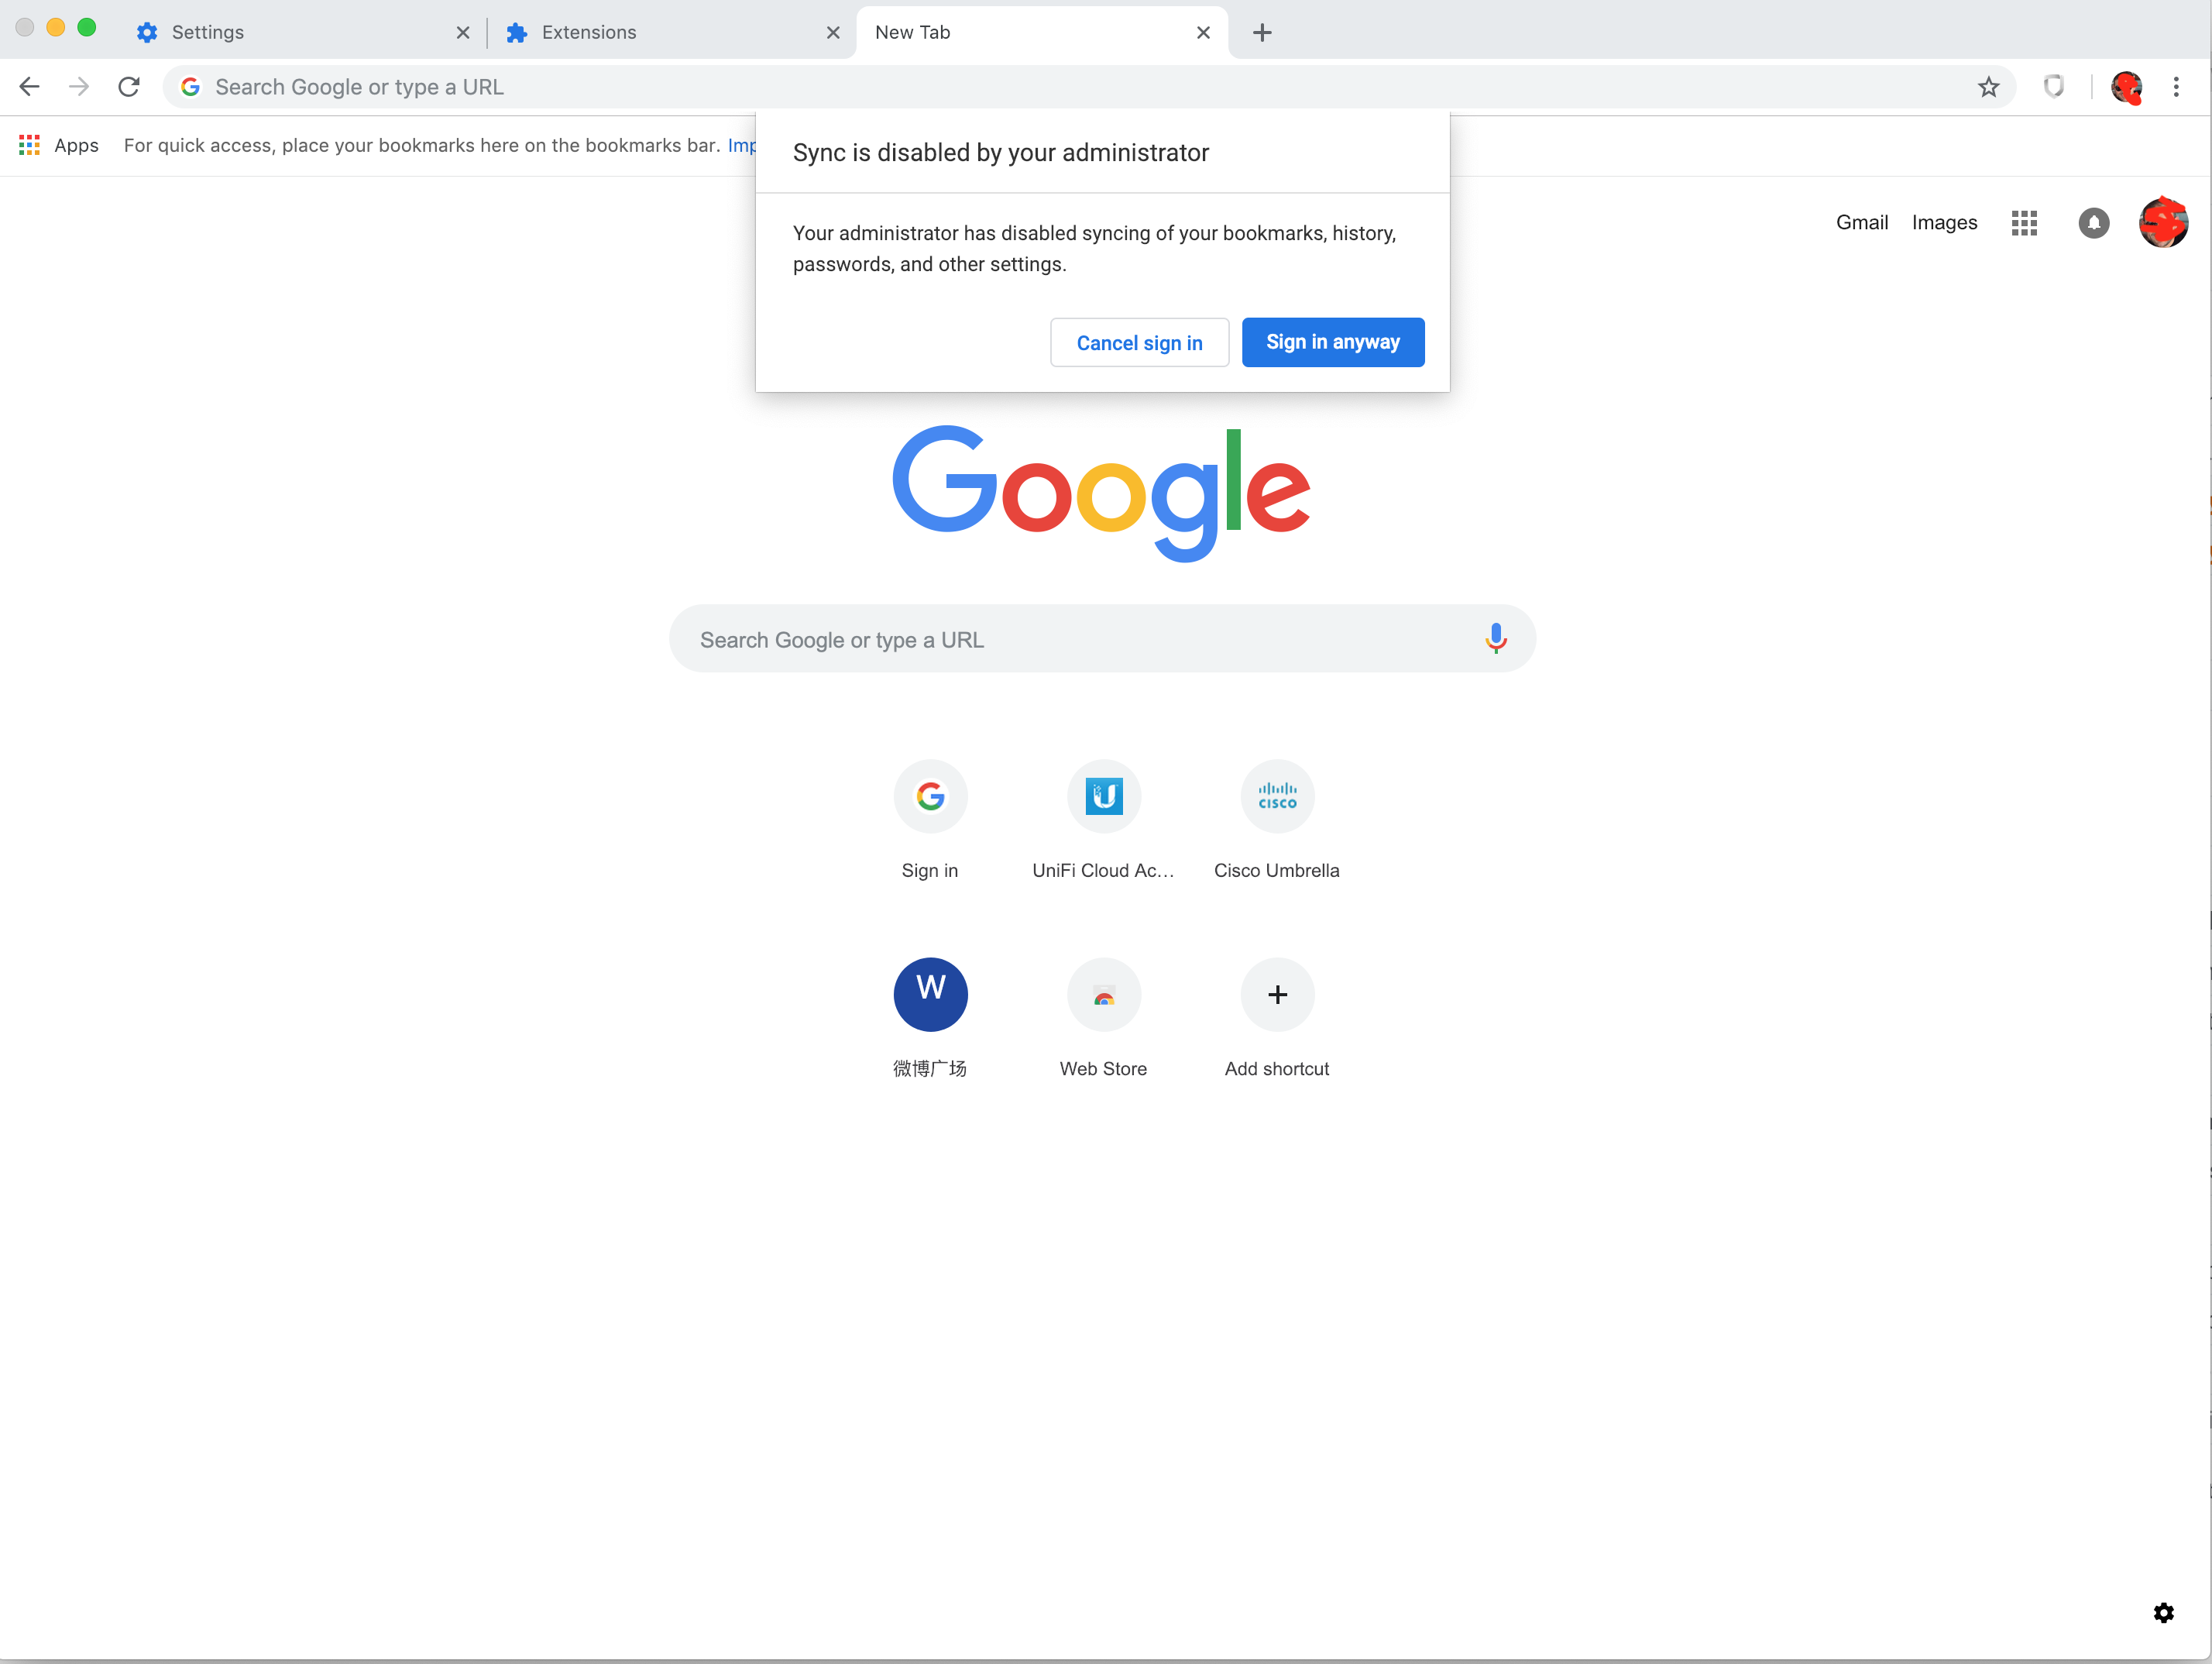 Settings
Extensions
New Tab
Search Google or type a URL
Apps
For quick access, place your bookmarks here on the bookmarks bar. Imp
Sync is disabled by your administrator
Your administrator has disabled syncing of your bookmarks, history,
passwords, and other settings.
Cancel sign in
Sign in anyway
Gmail
Images
Google
Search Google or type a URL
CISCO
Sign in
UniFi Cloud Ac...
Cisco Umbrella
W
微博广场
Web Store
Add shortcut